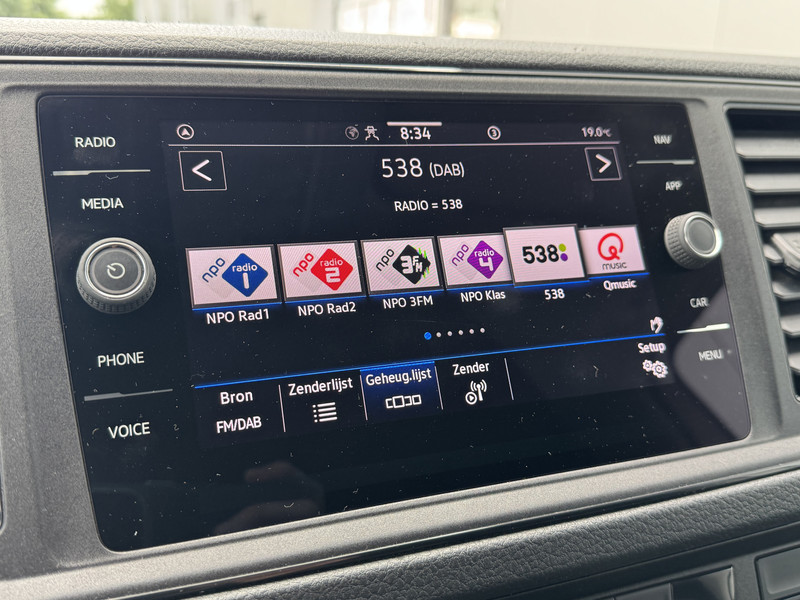 RADIO
MEDIA
PHONE
VOICE
8:34
3
19.0°C
538 (DAB)
RADIO = 538
npo radio 1
npo radio 2
npo 3FM
npo radio 4
538
Q music
NPO Rad1
NPO Rad2
NPO 3FM
NPO Klas
538
Qmusic
Setup
Bron
FM/DAB
Zenderlijst
Geheug.lijst
Zender
NAV
APP
CAR
MENU